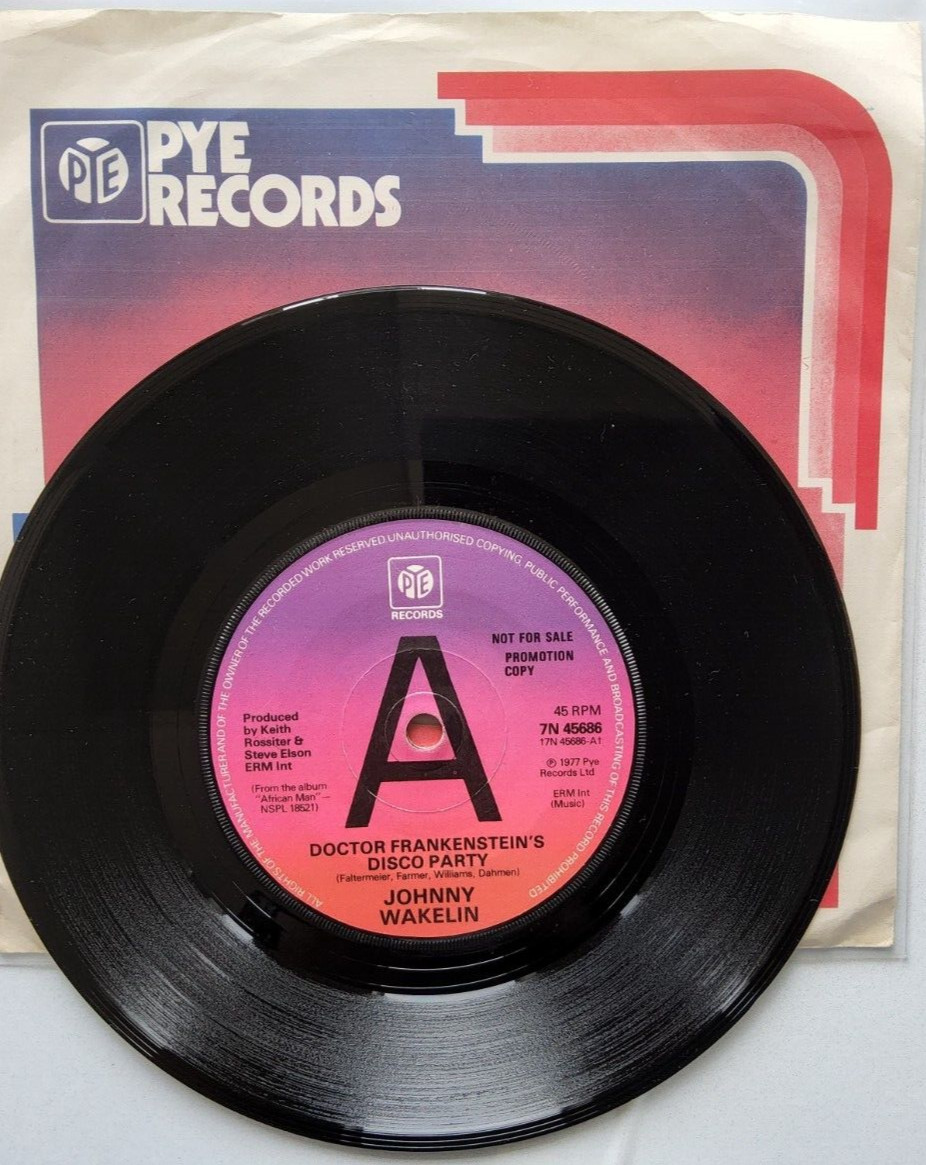 PYE
PYE
RECORDS
ALL RIGHTS OF THE MANUFACTURER AND OF THE OWNER OF THE RECORDED WORK RESERVED. UNAUTHORISED COPYING, PUBLIC PERFORMANCE AND BROADCASTING OF THIS RECORD PROHIBITED
PYE
RECORDS
NOT FOR SALE
PROMOTION
COPY
A
Produced
by Keith
Rossiter &
Steve Elson
ERM Int
(From the album
"African Man" –
NSPL 18521)
45 RPM
7N 45686
17N 45686-A1
℗ 1977 Pye
Records Ltd
ERM Int
(Music)
DOCTOR FRANKENSTEIN'S
DISCO PARTY
(Faltermeier, Farmer, Williams, Dahmen)
JOHNNY
WAKELIN